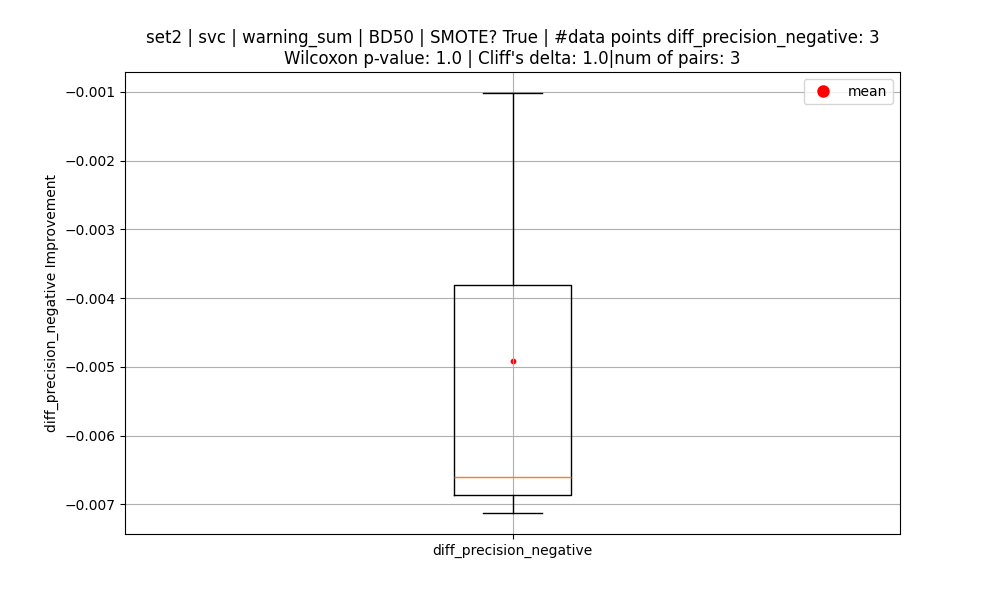 set2 | svc | warning_sum | BD50 | SMOTE? True | #data points diff_precision_negative: 3
Wilcoxon p-value: 1.0 | Cliff's delta: 1.0|num of pairs: 3
mean
−0.001
−0.002
−0.003
−0.004
−0.005
−0.006
−0.007
diff_precision_negative Improvement
diff_precision_negative